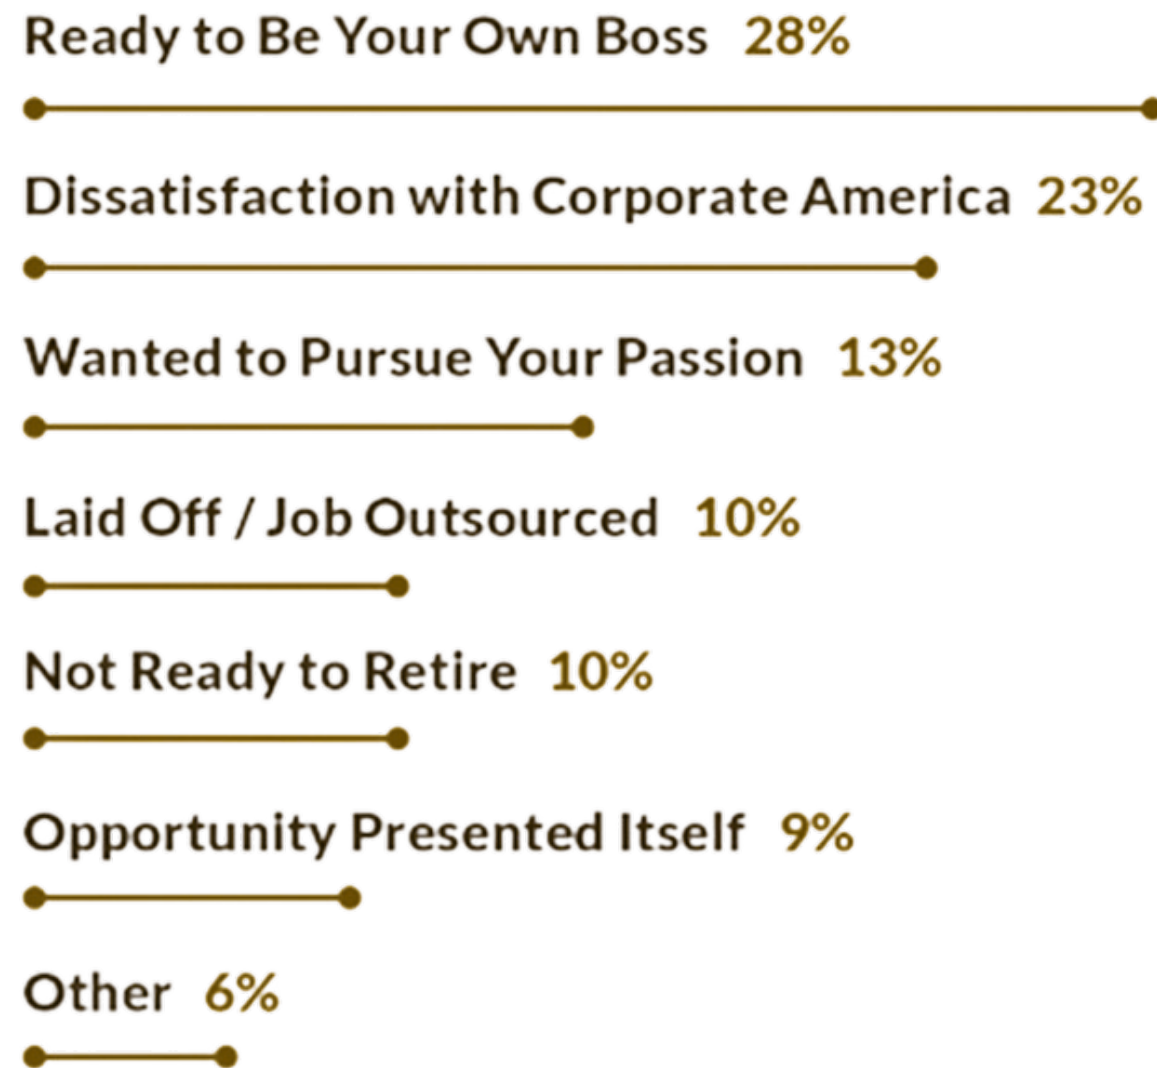 Ready to Be Your Own Boss 28%
Dissatisfaction with Corporate America 23%
Wanted to Pursue Your Passion 13%
Laid Off / Job Outsourced 10%
Not Ready to Retire 10%
Opportunity Presented Itself 9%
Other 6%